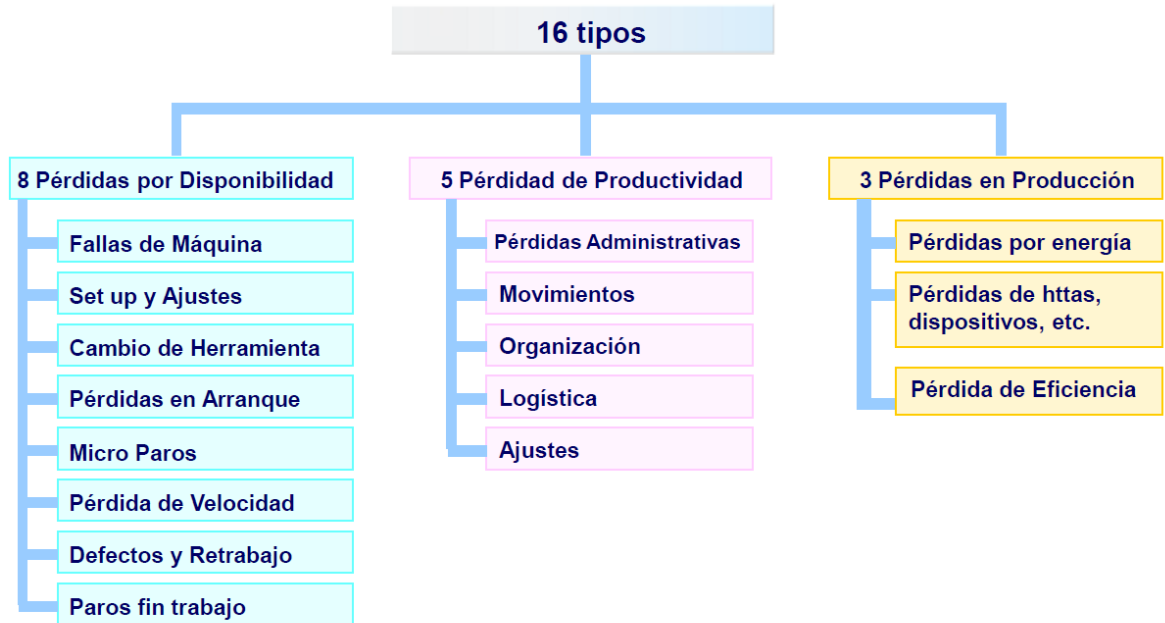 16 tipos
8 Pérdidas por Disponibilidad
Fallas de Máquina
Set up y Ajustes
Cambio de Herramienta
Pérdidas en Arranque
Micro Paros
Pérdida de Velocidad
Defectos y Retrabajo
Paros fin trabajo
5 Pérdidad de Productividad
Pérdidas Administrativas
Movimientos
Organización
Logística
Ajustes
3 Pérdidas en Producción
Pérdidas por energía
Pérdidas de httas,
dispositivos, etc.
Pérdida de Eficiencia